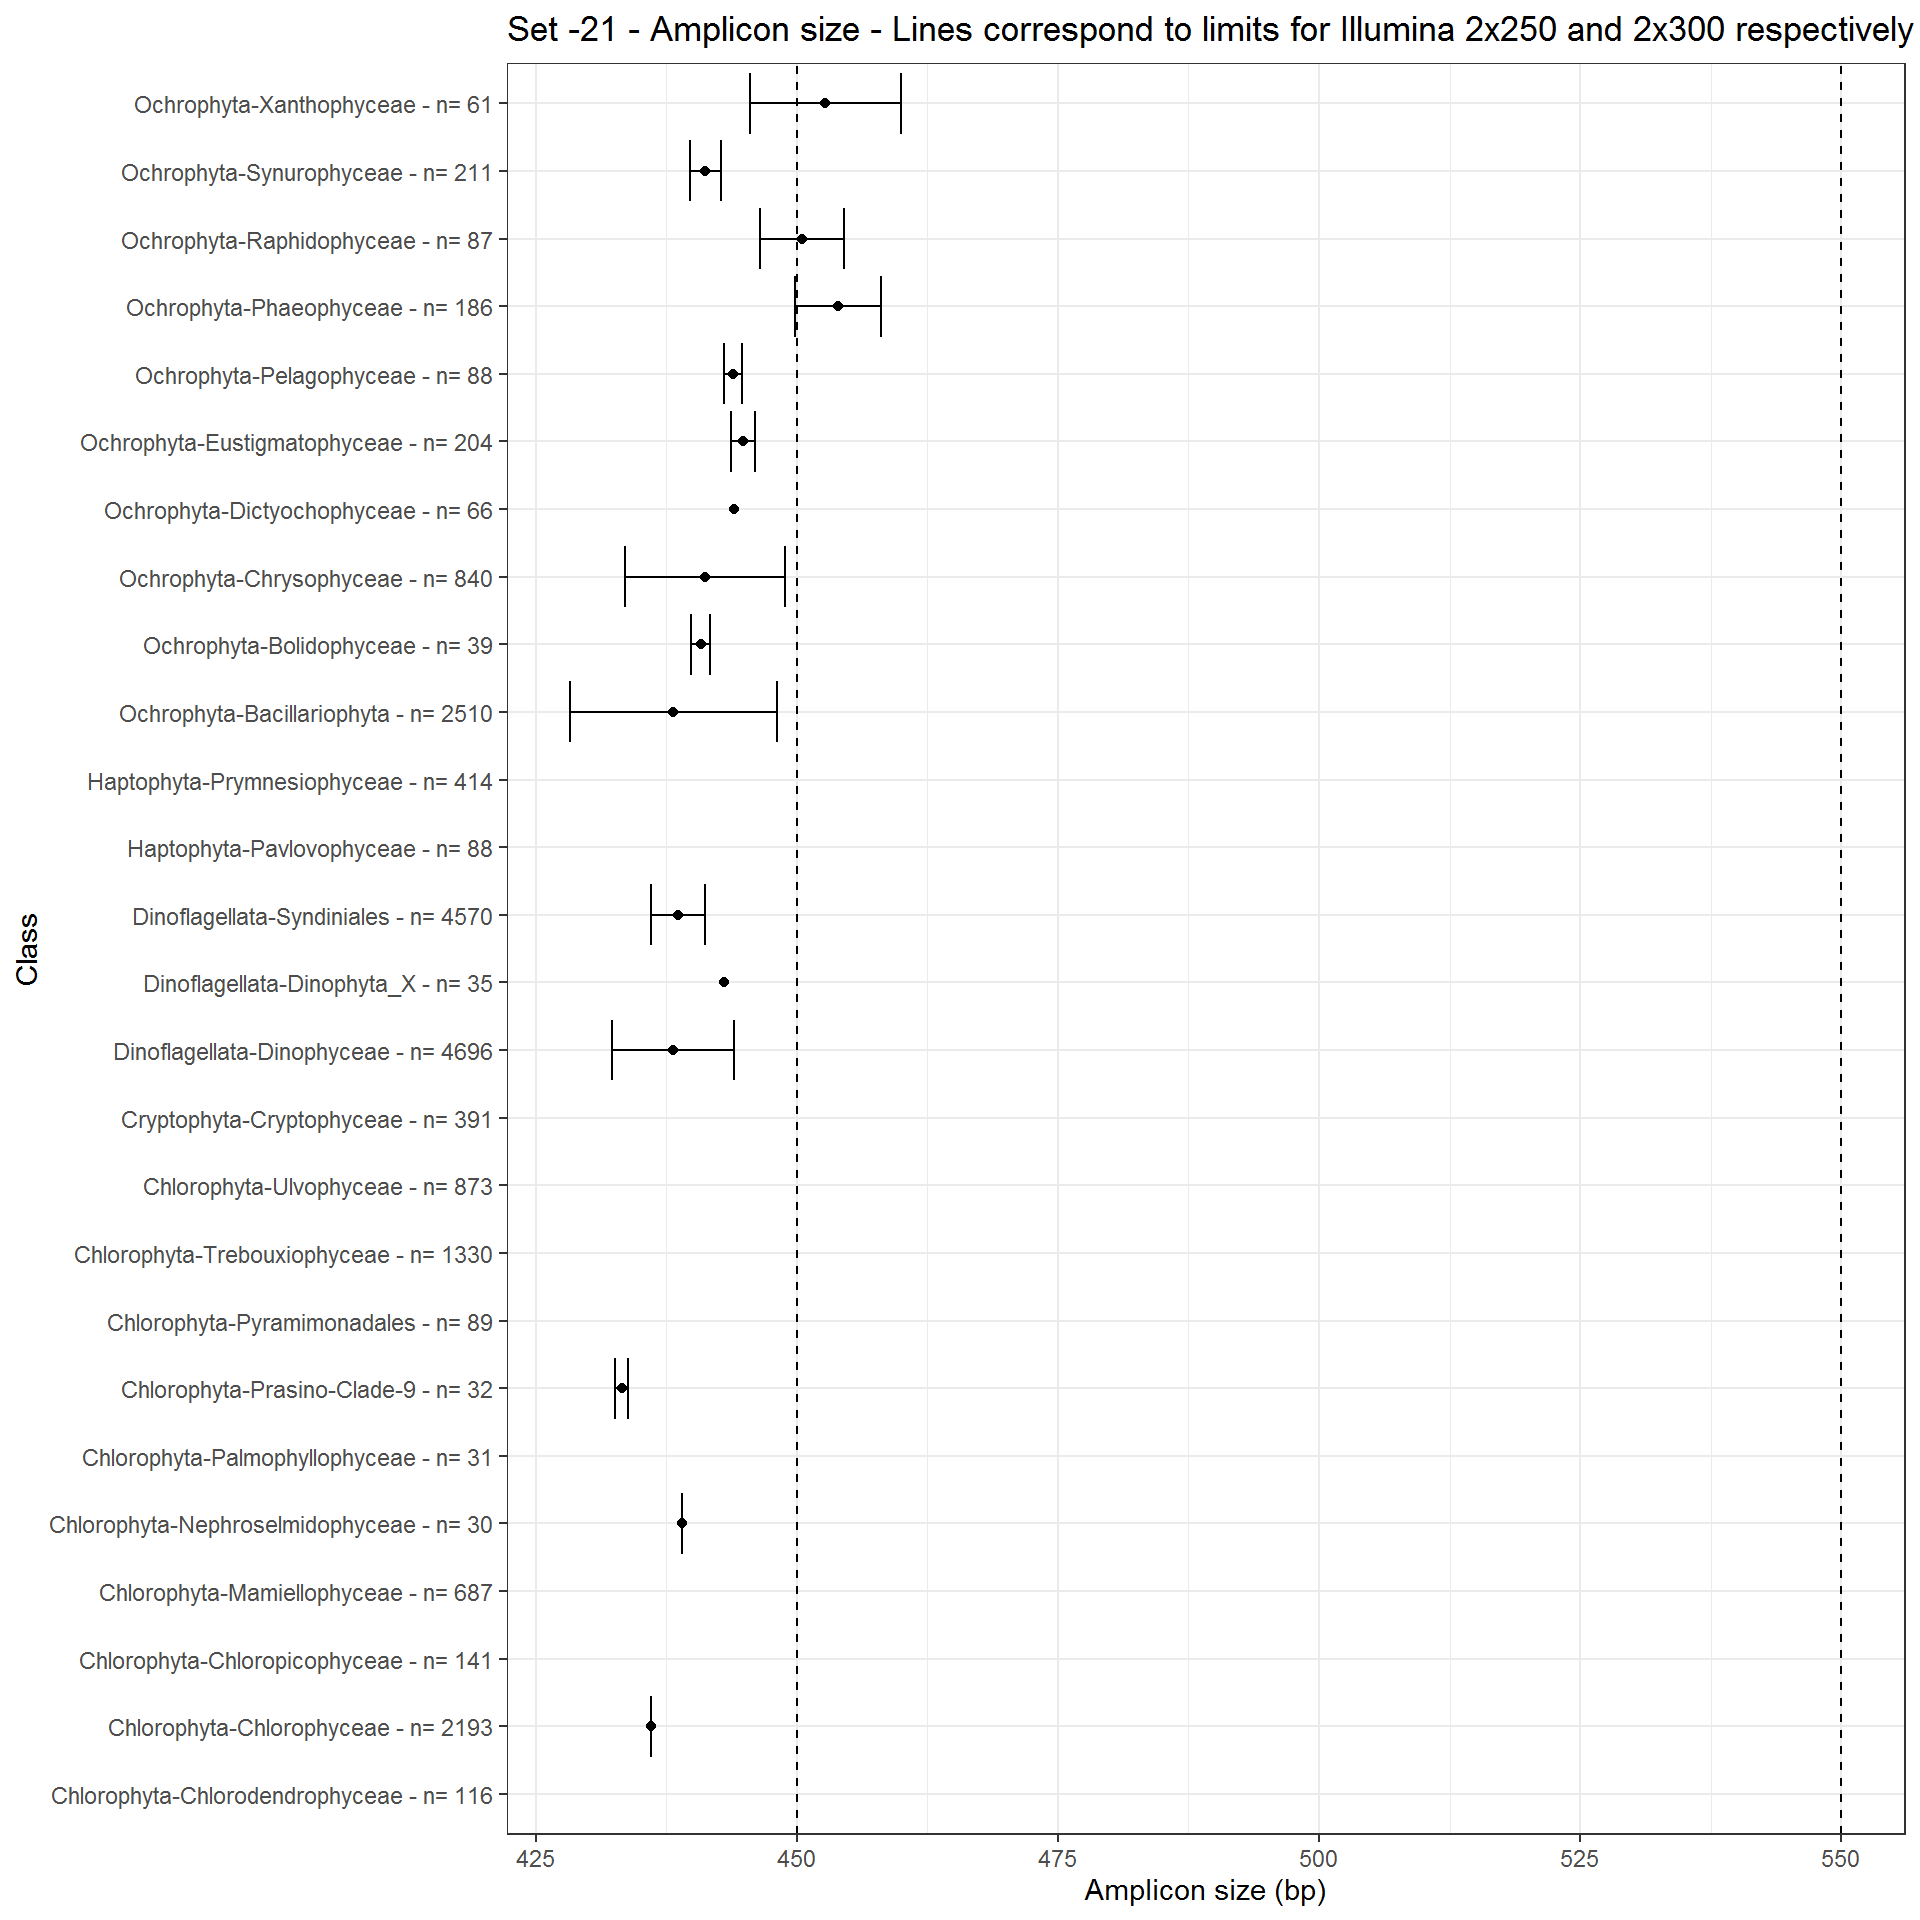 Set -21 - Amplicon size - Lines correspond to limits for Illumina 2x250 and 2x300 respectively
Ochrophyta-Xanthophyceae - n= 61
Ochrophyta-Synurophyceae - n= 211
Ochrophyta-Raphidophyceae - n= 87
Ochrophyta-Phaeophyceae - n= 186
Ochrophyta-Pelagophyceae - n= 88
Ochrophyta-Eustigmatophyceae - n= 204
Ochrophyta-Dictyochophyceae - n= 66
Ochrophyta-Chrysophyceae - n= 840
Ochrophyta-Bolidophyceae - n= 39
Ochrophyta-Bacillariophyta - n= 2510
Haptophyta-Prymnesiophyceae - n= 414
Haptophyta-Pavlovophyceae - n= 88
Dinoflagellata-Syndiniales - n= 4570
Dinoflagellata-Dinophyta_X - n= 35
Dinoflagellata-Dinophyceae - n= 4696
Cryptophyta-Cryptophyceae - n= 391
Chlorophyta-Ulvophyceae - n= 873
Chlorophyta-Trebouxiophyceae - n= 1330
Chlorophyta-Pyramimonadales - n= 89
Chlorophyta-Prasino-Clade-9 - n= 32
Chlorophyta-Palmophyllophyceae - n= 31
Chlorophyta-Nephroselmidophyceae - n= 30
Chlorophyta-Mamiellophyceae - n= 687
Chlorophyta-Chloropicophyceae - n= 141
Chlorophyta-Chlorophyceae - n= 2193
Chlorophyta-Chlorodendrophyceae - n= 116
Class
425 450 475 500 525 550
Amplicon size (bp)